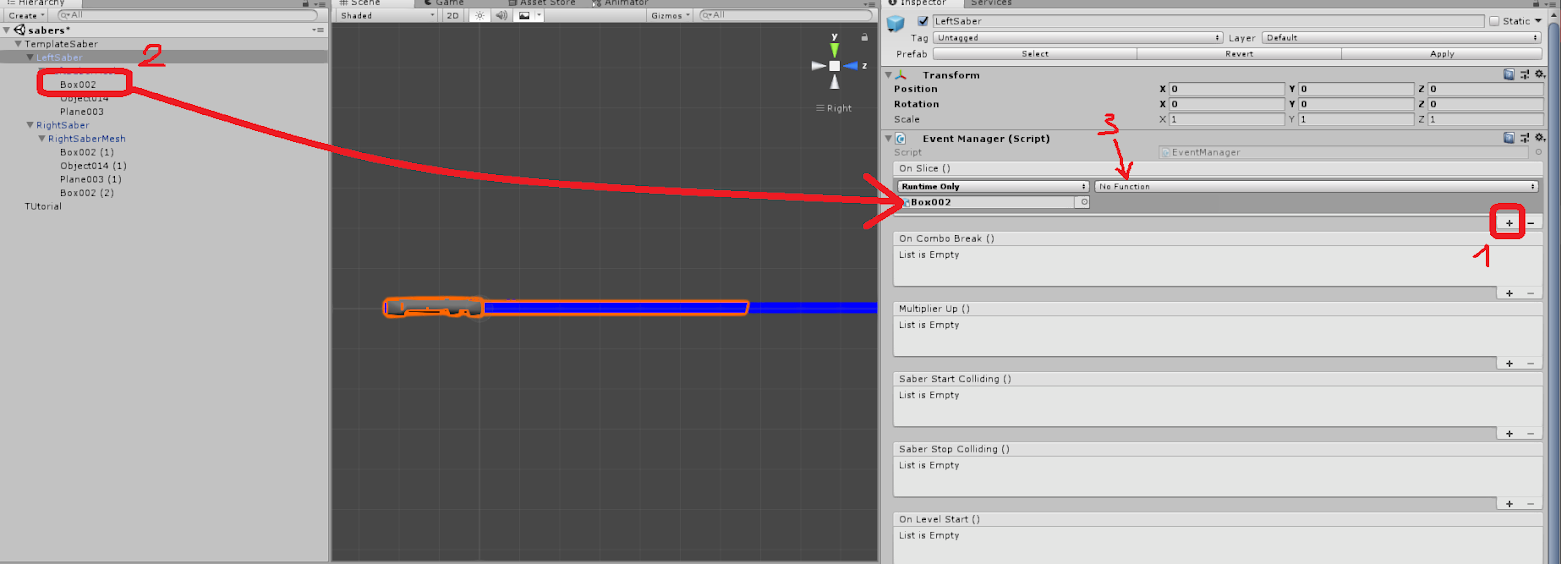 Hierarchy
Create
All
sabers*
TemplateSaber
LeftSaber
Box002
Object014
Plane003
RightSaber
RightSaberMesh
Box002 (1)
Object014 (1)
Plane003 (1)
Box002 (2)
TUtorial
2
Scene Game Asset Store Animator
Shaded 2D Gizmos All
y
z
Right
Inspector Services
LeftSaber Static
Tag Untagged Layer Default
Prefab Select Revert Apply
Transform
Position X 0 Y 0 Z 0
Rotation X 0 Y 0 Z 0
Scale X 1 Y 1 Z 1
3
Event Manager (Script)
Script EventManager
On Slice ()
Runtime Only No Function
Box002
+ −
1
On Combo Break ()
List is Empty
+ −
Multiplier Up ()
List is Empty
+ −
Saber Start Colliding ()
List is Empty
+ −
Saber Stop Colliding ()
List is Empty
+ −
On Level Start ()
List is Empty